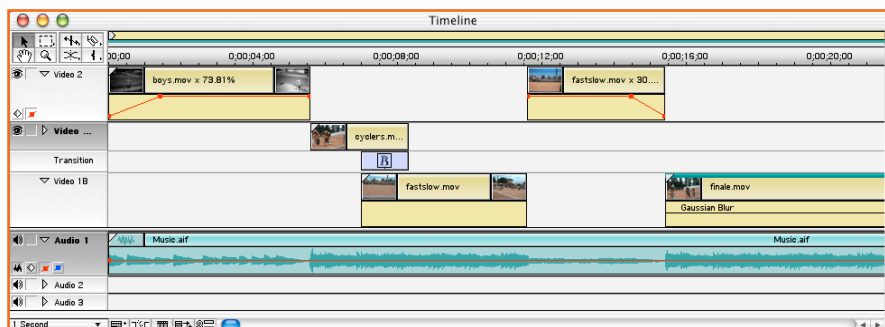 Timeline
00;00 0;00;04;00 0;00;08;00 0;00;12;00 0;00;16;00 0;00;20;00
Video 2
boys.mov x 73.81% fastslow.mov x 30....
Video ...
cyclers.m...
Transition
Video 1B
fastslow.mov finale.mov
Gaussian Blur
Audio 1
Music.aif Music.aif
Audio 2
Audio 3
1 Second